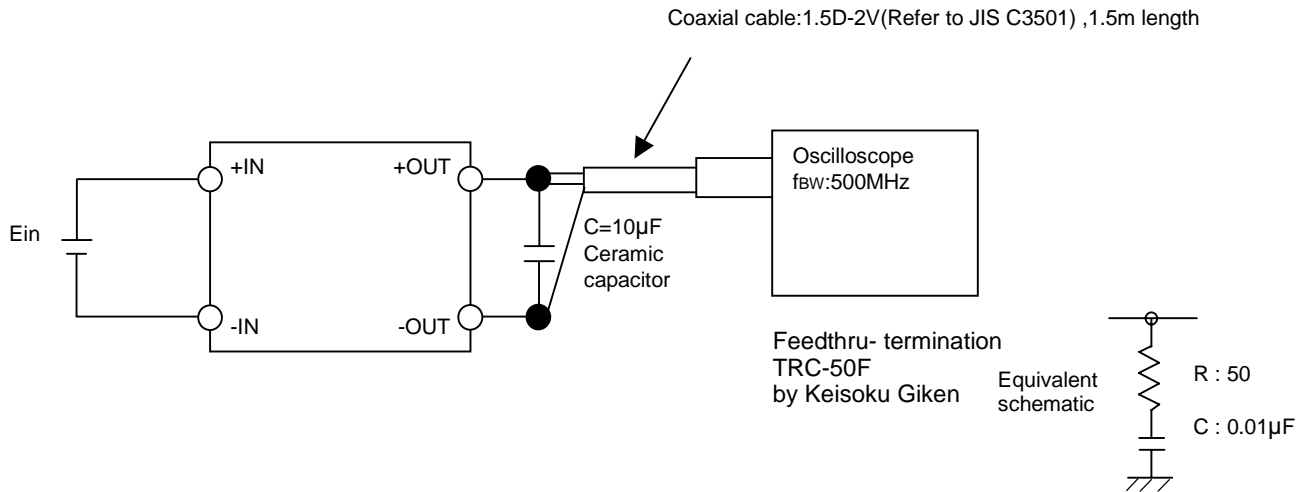 Coaxial cable:1.5D-2V(Refer to JIS C3501) ,1.5m length
+IN
+OUT
Oscilloscope
fBW:500MHz
Ein
C=10µF
Ceramic
capacitor
-IN
-OUT
Feedthru- termination
TRC-50F
by Keisoku Giken
Equivalent
schematic
R : 50
C : 0.01µF